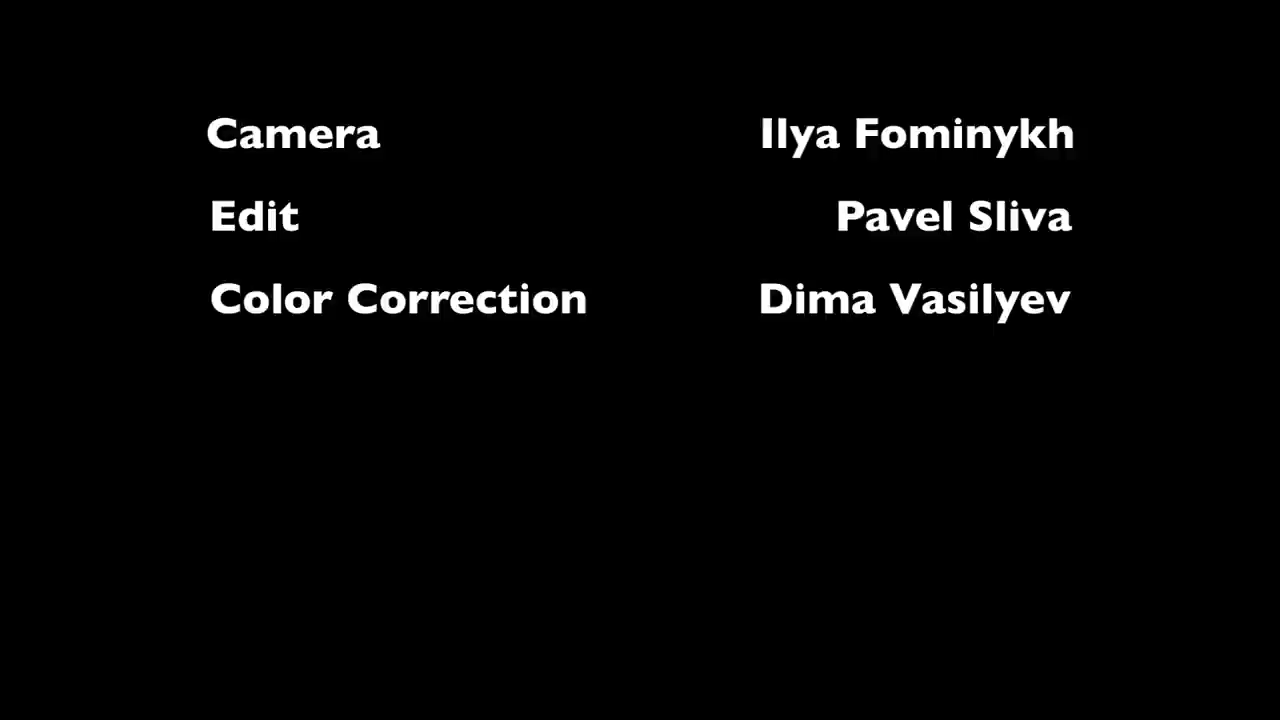 Camera Ilya Fominykh
Edit Pavel Sliva
Color Correction Dima Vasilyev